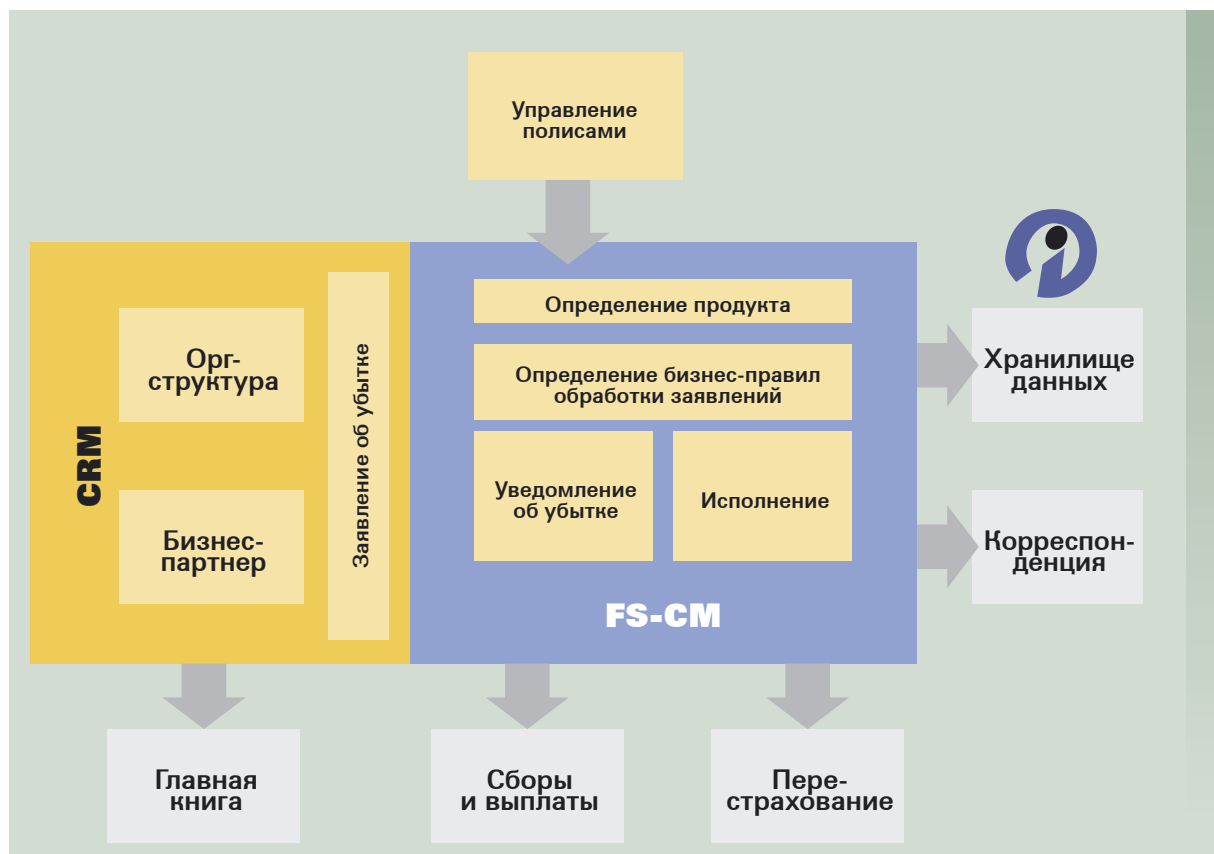 Управление
полисами
CRM
Орг-
структура
Бизнес-
партнер
Заявление об убытке
Определение продукта
Определение бизнес-правил
обработки заявлений
Уведомление
об убытке
Исполнение
FS-CM
Хранилище
данных
Корреспон-
денция
Главная
книга
Сборы
и выплаты
Пере-
страхование